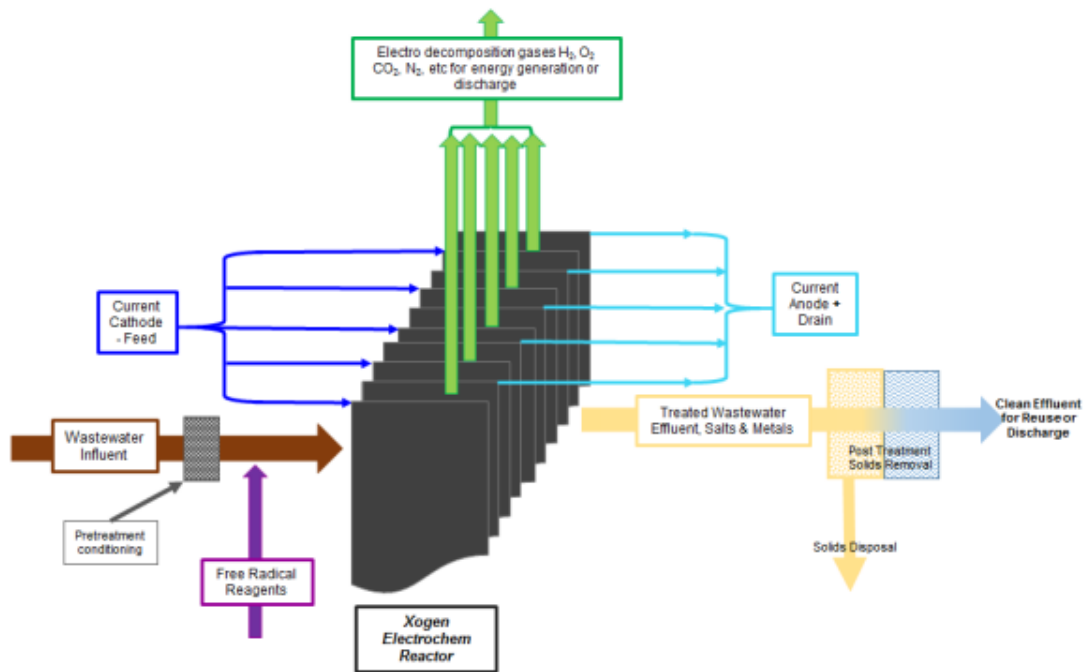 Electro decomposition gases H₂, O₂
CO₂, N₂, etc for energy generation or
discharge
Current
Cathode
- Feed
Current
Anode +
Drain
Wastewater
Influent
Treated Wastewater
Effluent, Salts & Metals
Clean Effluent
for Reuse or
Discharge
Post Treatment
Solids Removal
Pretreatment
conditioning
Free Radical
Reagents
Solids Disposal
Xogen
Electrochem
Reactor